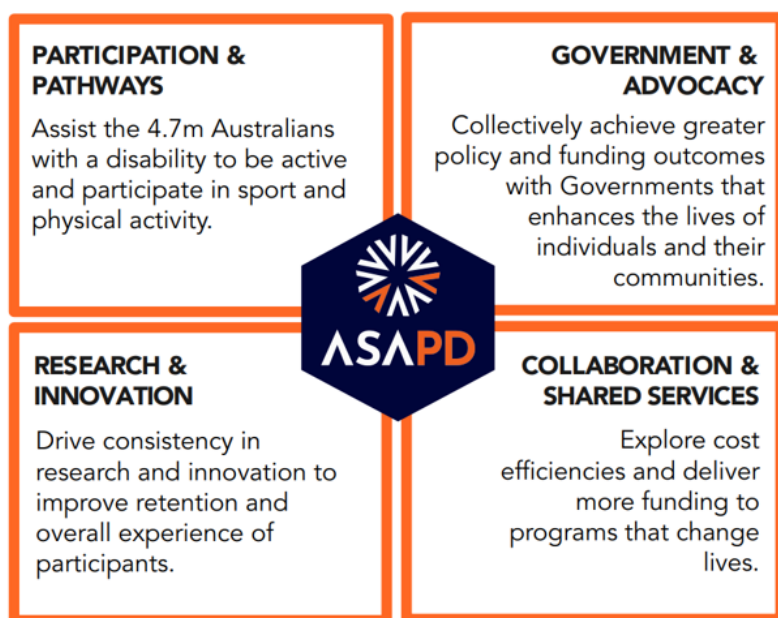 PARTICIPATION &
PATHWAYS
Assist the 4.7m Australians
with a disability to be active
and participate in sport and
physical activity.
GOVERNMENT &
ADVOCACY
Collectively achieve greater
policy and funding outcomes
with Governments that
enhances the lives of
individuals and their
communities.
ASAPD
RESEARCH &
INNOVATION
Drive consistency in
research and innovation to
improve retention and
overall experience of
participants.
COLLABORATION &
SHARED SERVICES
Explore cost
efficiencies and deliver
more funding to
programs that change
lives.